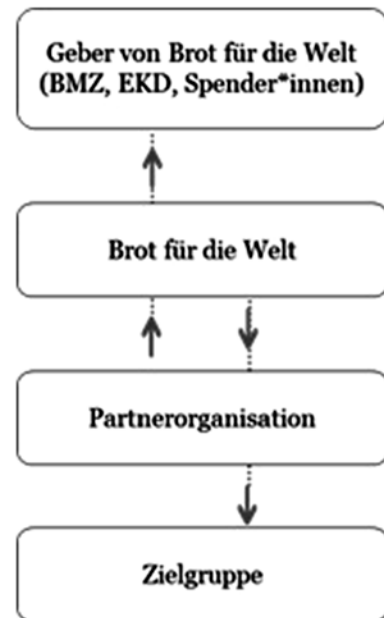 Geber von Brot für die Welt
(BMZ, EKD, Spender*innen)
Brot für die Welt
Partnerorganisation
Zielgruppe